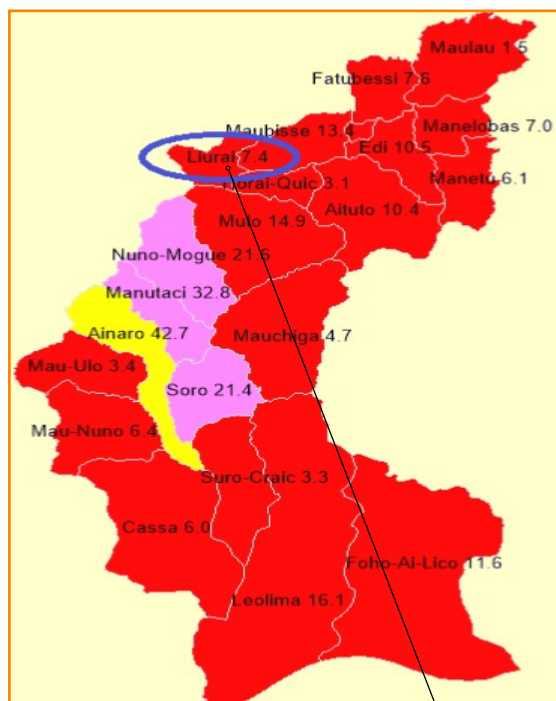 Maulau 1.5
Fatubessi 7.6
Maubisse 13.4
Manelobas 7.0
Edi 10.5
Liurai 7.4
Manetu 6.1
Horai-Quic 3.1
Aituto 10.4
Mulo 14.9
Nuno-Mogue 21.6
Manutaci 32.8
Ainaro 42.7
Mauchiga 4.7
Mau-Ulo 3.4
Soro 21.4
Mau-Nuno 6.4
Suro-Craic 3.3
Cassa 6.0
Foho-Ai-Lico 11.6
Leolima 16.1